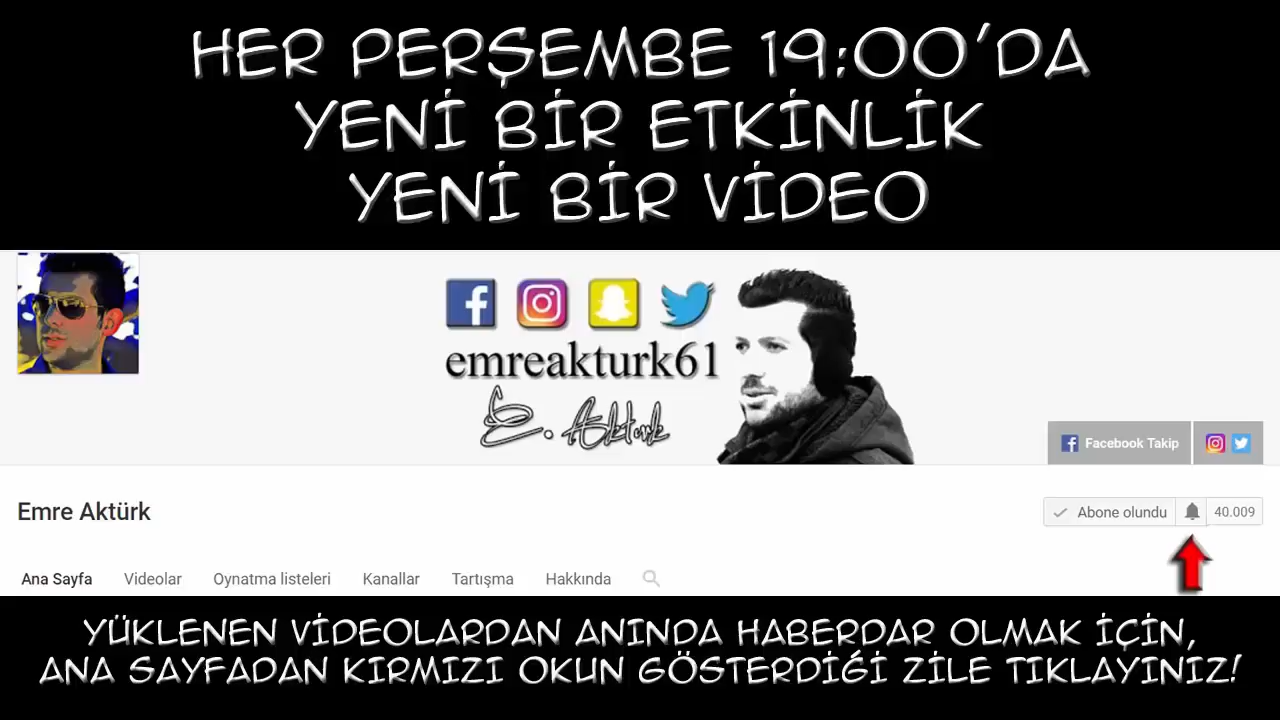 HER PERŞEMBE 19:00'DA
YENİ BİR ETKİNLİK
YENİ BİR VİDEO
emreakturk61
E. Aktürk
Facebook Takip
Emre Aktürk
Abone olundu
40.009
Ana Sayfa
Videolar
Oynatma listeleri
Kanallar
Tartışma
Hakkında
YÜKLENEN VİDEOLARDAN ANINDA HABERDAR OLMAK İÇİN,
ANA SAYFADAN KIRMIZI OKUN GÖSTERDİĞİ ZİLE TIKLAYINIZ!